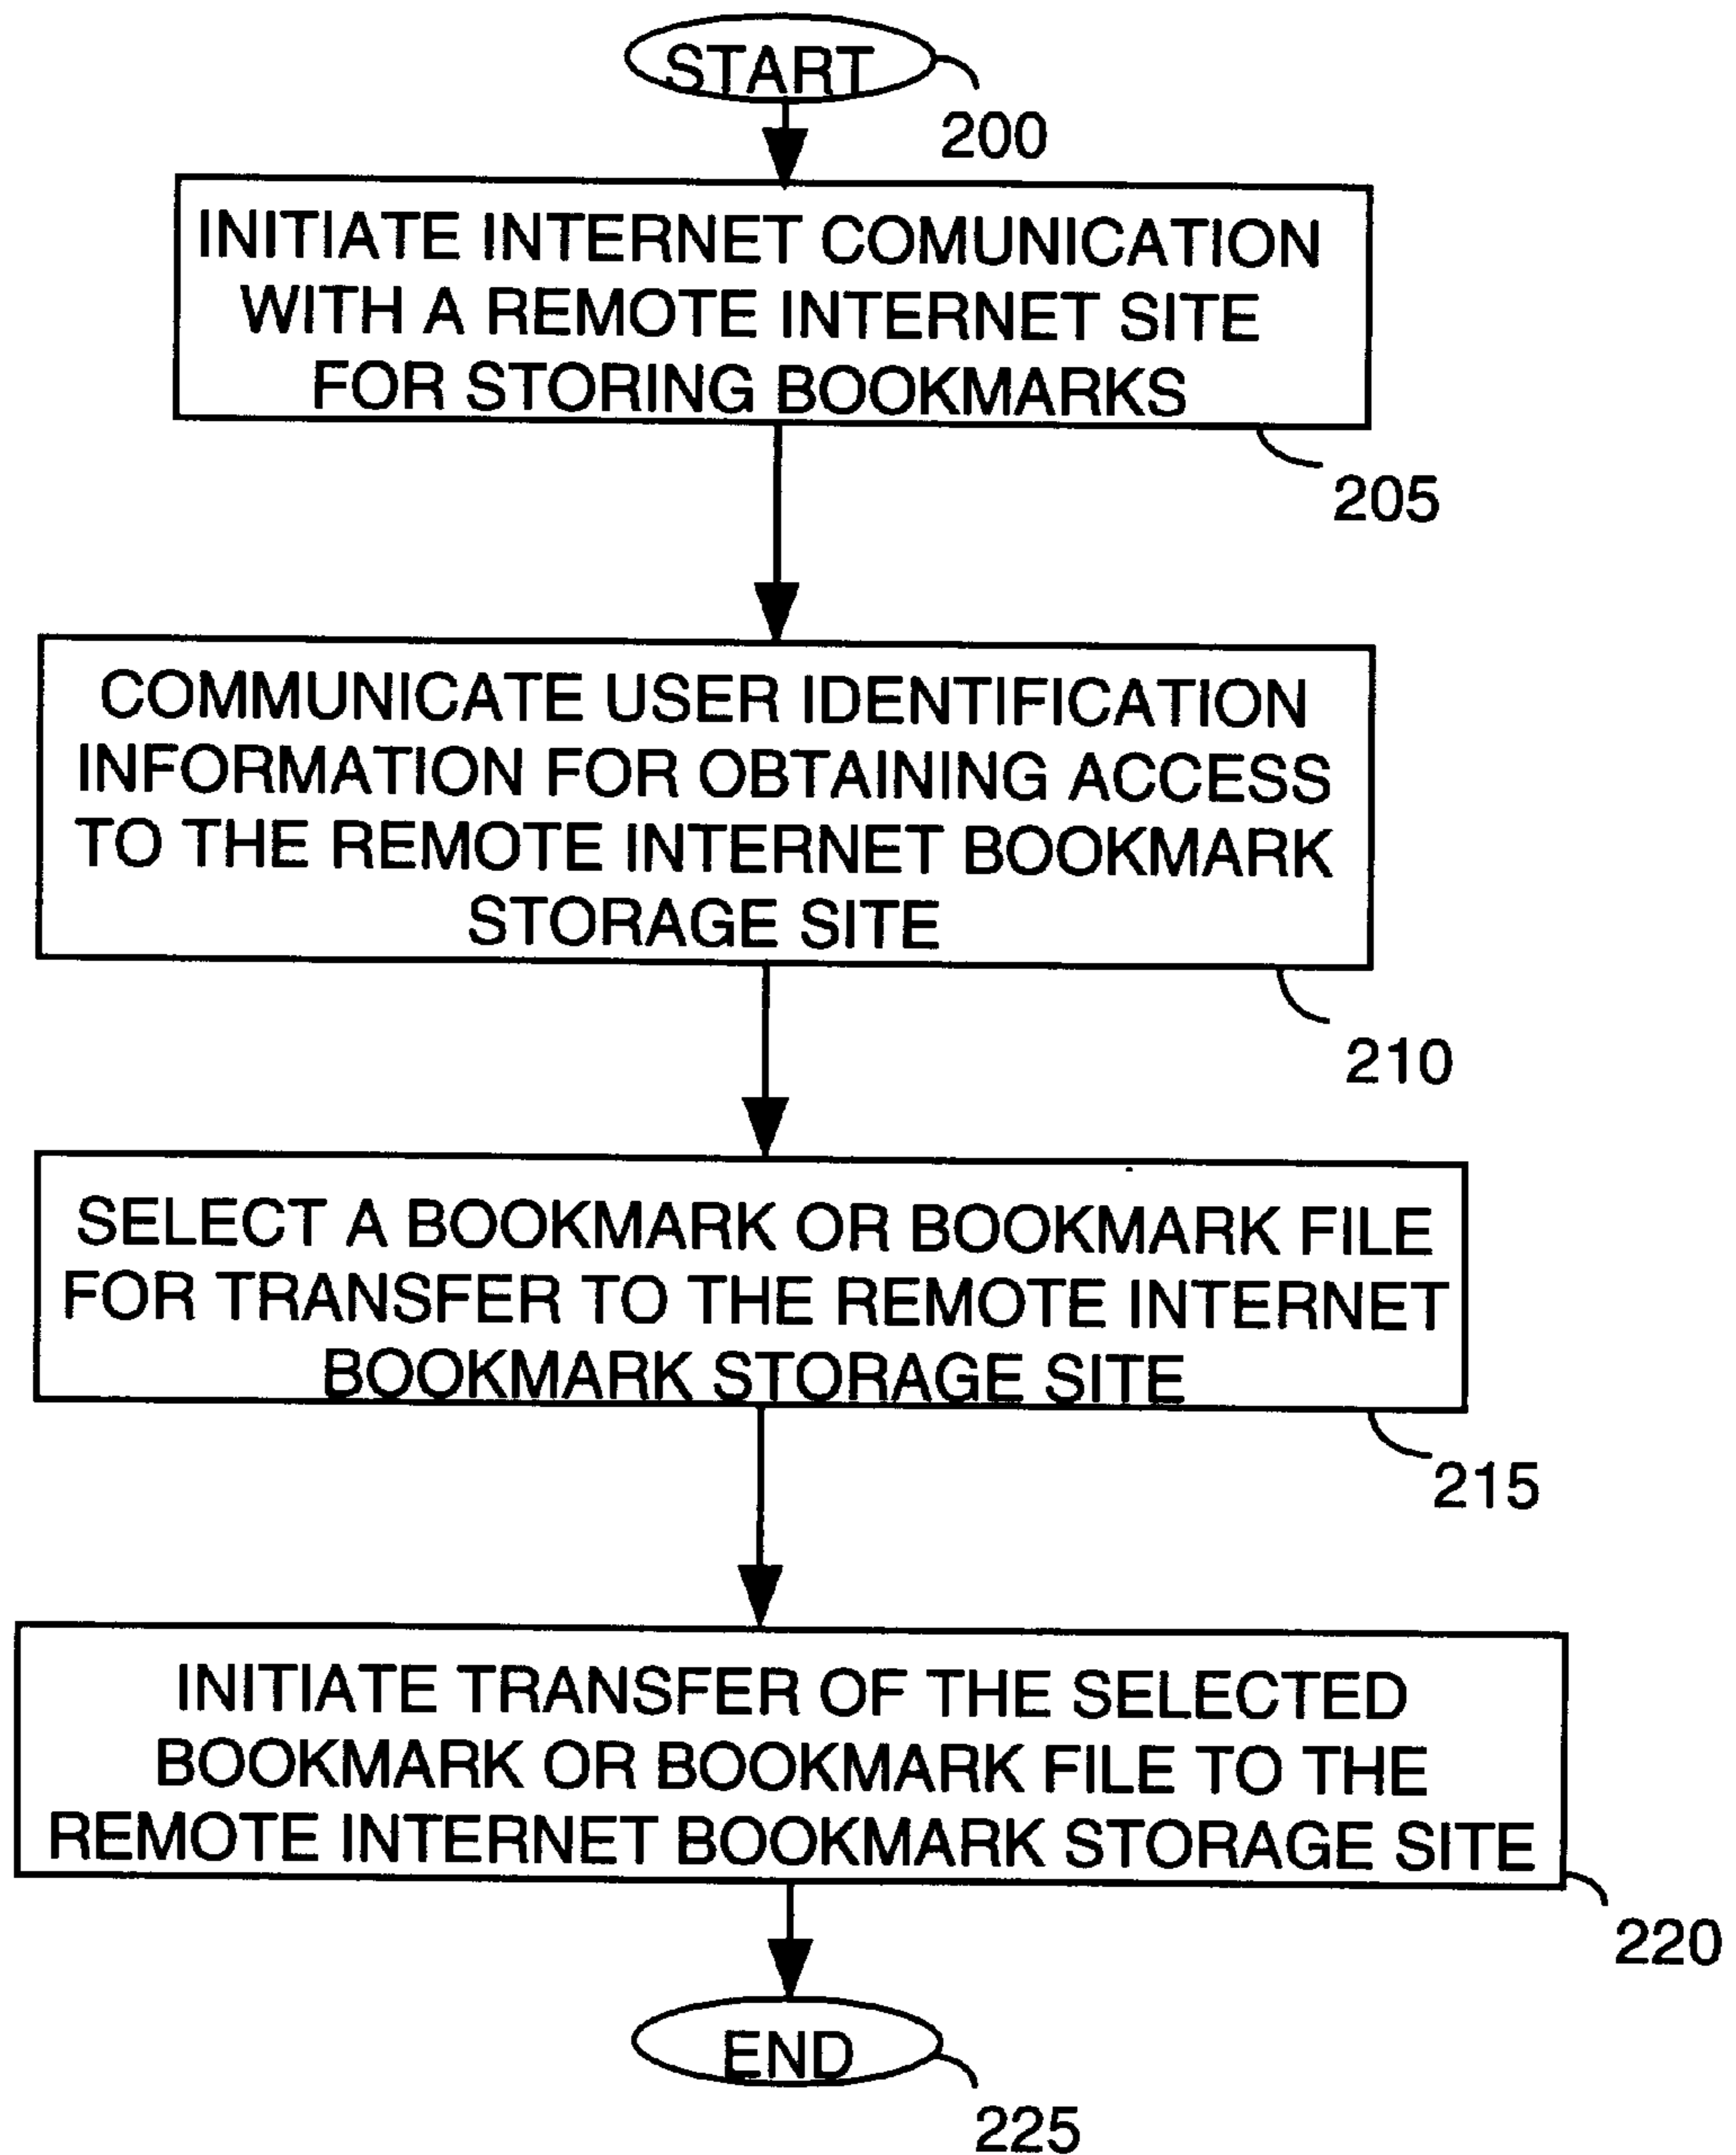 START
200
INITIATE INTERNET COMUNICATION
WITH A REMOTE INTERNET SITE
FOR STORING BOOKMARKS
205
COMMUNICATE USER IDENTIFICATION
INFORMATION FOR OBTAINING ACCESS
TO THE REMOTE INTERNET BOOKMARK
STORAGE SITE
210
SELECT A BOOKMARK OR BOOKMARK FILE
FOR TRANSFER TO THE REMOTE INTERNET
BOOKMARK STORAGE SITE
215
INITIATE TRANSFER OF THE SELECTED
BOOKMARK OR BOOKMARK FILE TO THE
REMOTE INTERNET BOOKMARK STORAGE SITE
220
END
225